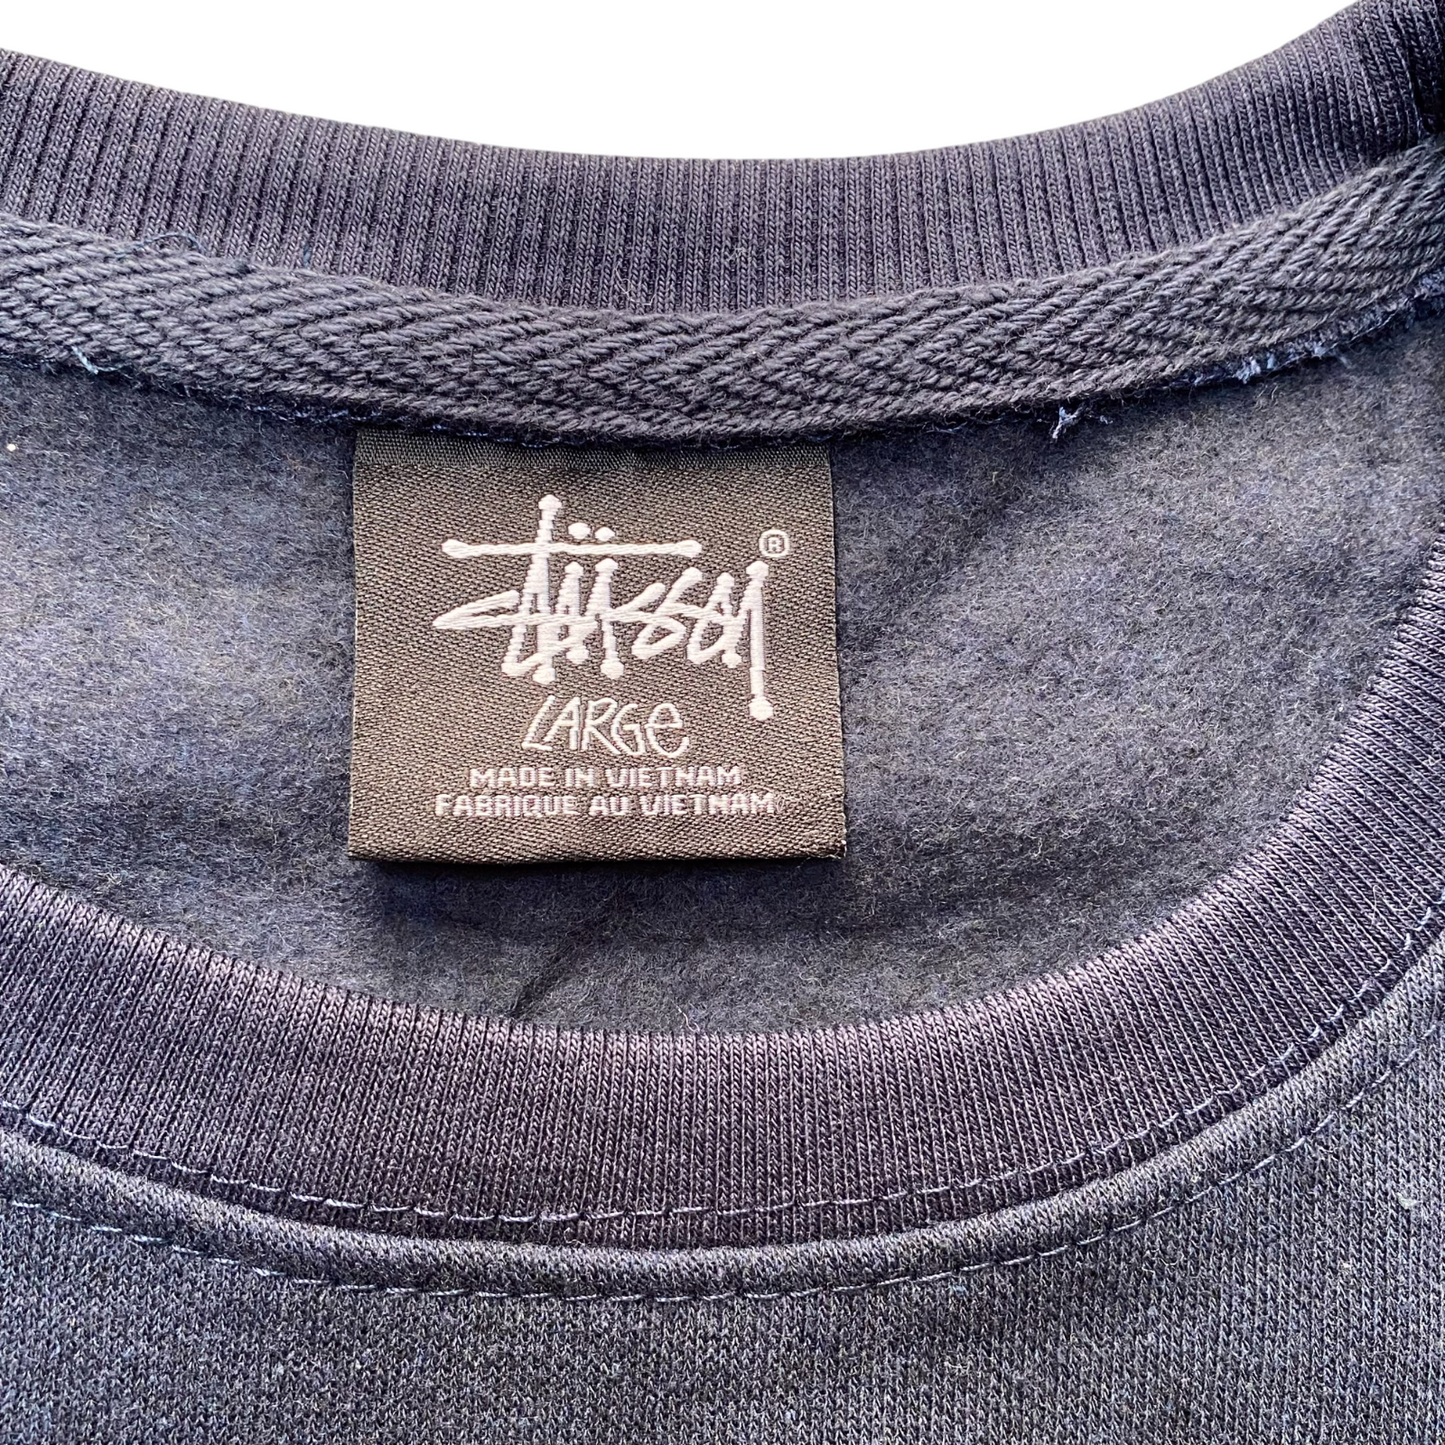 Stüssy ®
LARGe
MADE IN VIETNAM
FABRIQUE AU VIETNAM